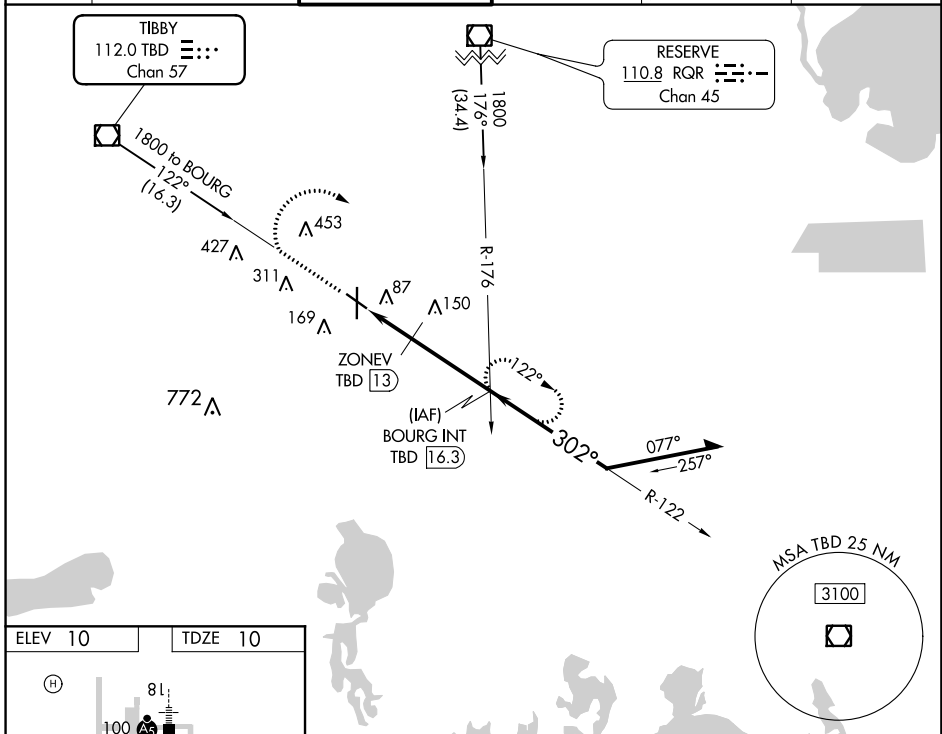 TIBBY
112.0 TBD
Chan 57
RESERVE
110.8 RQR
Chan 45
1800
176°
(34.4)
1800 to BOURG
122°
(16.3)
453
427
311
87
150
169
R-176
ZONEV
TBD 13
772
122°
(IAF)
BOURG INT
TBD 16.3
302°
077°
257°
R-122
MSA TBD 25 NM
3100
ELEV 10
TDZE 10
H
18
100
A5